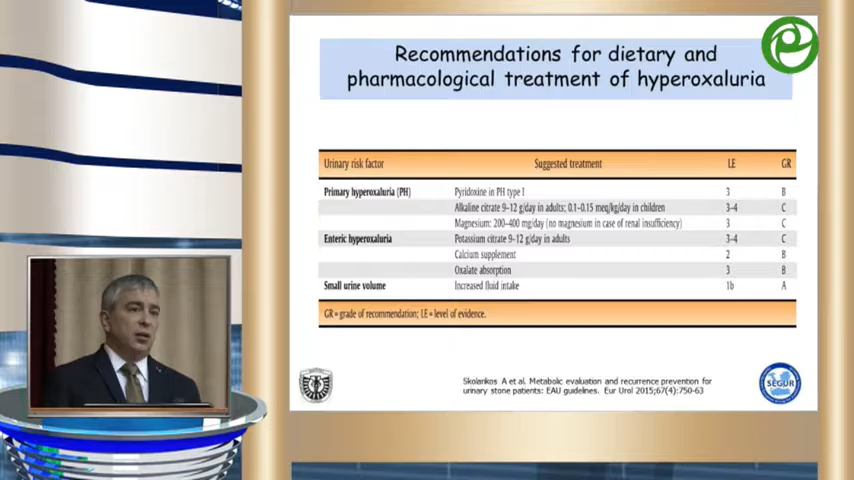 Recommendations for dietary and
pharmacological treatment of hyperoxaluria
Urinary risk factor Suggested treatment LE GR
Primary hyperoxaluria (PH) Pyridoxine in PH type I 3 B
Alkaline citrate 9–12 g/day in adults; 0.1–0.15 meq/kg/day in children 3–4 C
Magnesium: 200–400 mg/day (no magnesium in case of renal insufficiency) 3 C
Enteric hyperoxaluria Potassium citrate 9–12 g/day in adults 3–4 C
Calcium supplement 2 B
Oxalate absorption 3 B
Small urine volume Increased fluid intake 1b A
GR = grade of recommendation; LE = level of evidence.
Skolarikos A et al. Metabolic evaluation and recurrence prevention for
urinary stone patients: EAU guidelines. Eur Urol 2015;67(4):750-63
SEGUR